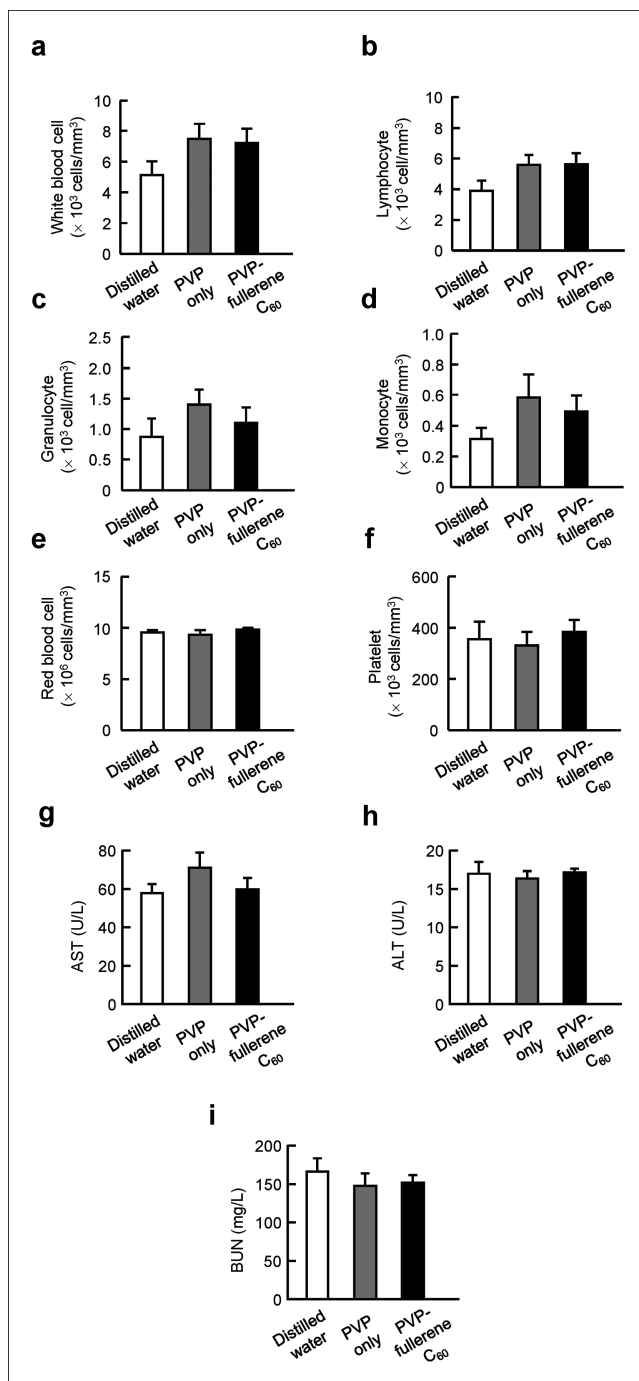 a
White blood cell
(× 10³ cells/mm³)
10
8
6
4
2
0
Distilled water
PVP only
PVP-fullerene C₆₀
b
Lymphocyte
(× 10³ cell/mm³)
10
8
6
4
2
0
Distilled water
PVP only
PVP-fullerene C₆₀
c
Granulocyte
(× 10³ cell/mm³)
2.5
2.0
1.5
1.0
0.5
0
Distilled water
PVP only
PVP-fullerene C₆₀
d
Monocyte
(× 10³ cells/mm³)
1.0
0.8
0.6
0.4
0.2
0
Distilled water
PVP only
PVP-fullerene C₆₀
e
Red blood cell
(× 10⁶ cells/mm³)
15
10
5
0
Distilled water
PVP only
PVP-fullerene C₆₀
f
Platelet
(× 10³ cells/mm³)
600
400
200
0
Distilled water
PVP only
PVP-fullerene C₆₀
g
AST (U/L)
80
60
40
20
0
Distilled water
PVP only
PVP-fullerene C₆₀
h
ALT (U/L)
20
15
10
5
0
Distilled water
PVP only
PVP-fullerene C₆₀
i
BUN (mg/L)
200
150
100
50
0
Distilled water
PVP only
PVP-fullerene C₆₀